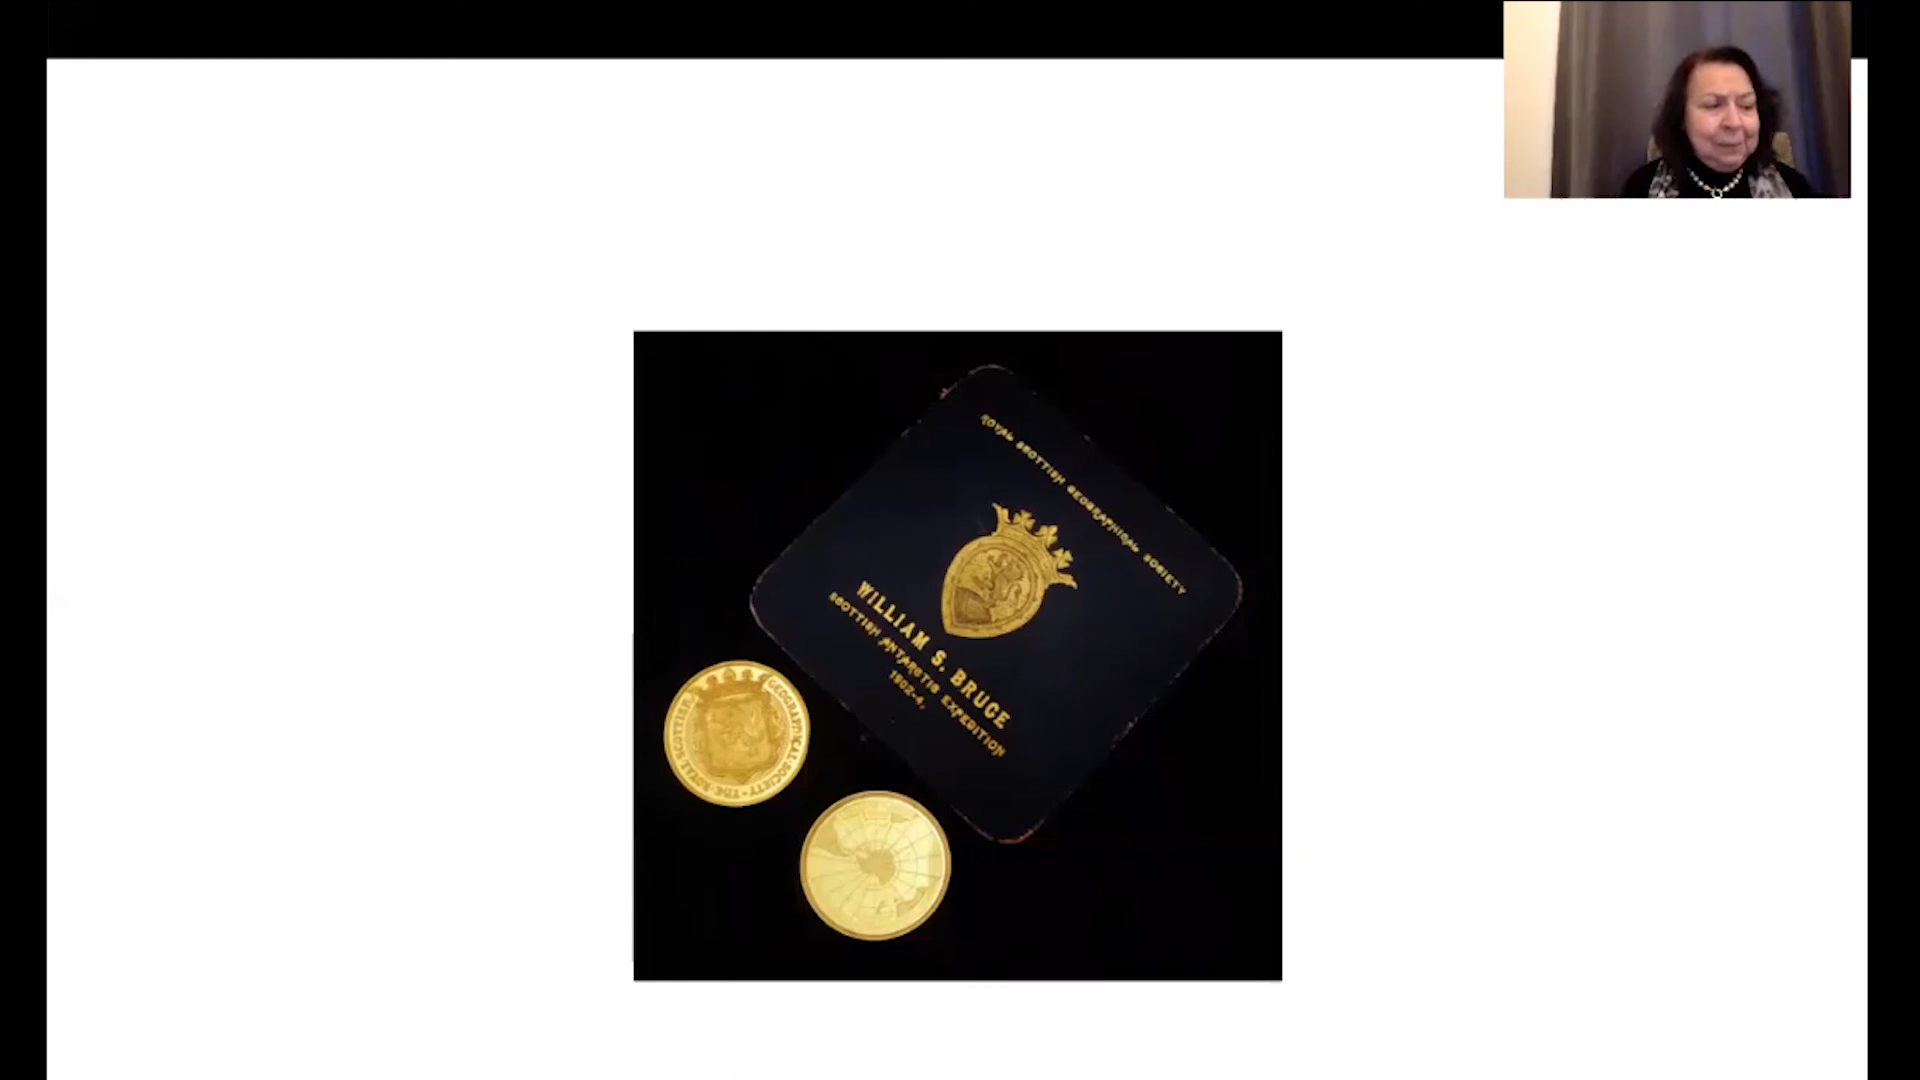 ROYAL SCOTTISH GEOGRAPHICAL SOCIETY
WILLIAM S. BRUCE
SCOTTISH ANTARCTIC EXPEDITION
1902-4.
THE·ROYAL·SCOTTISH GEOGRAPHICAL·SOCIETY·